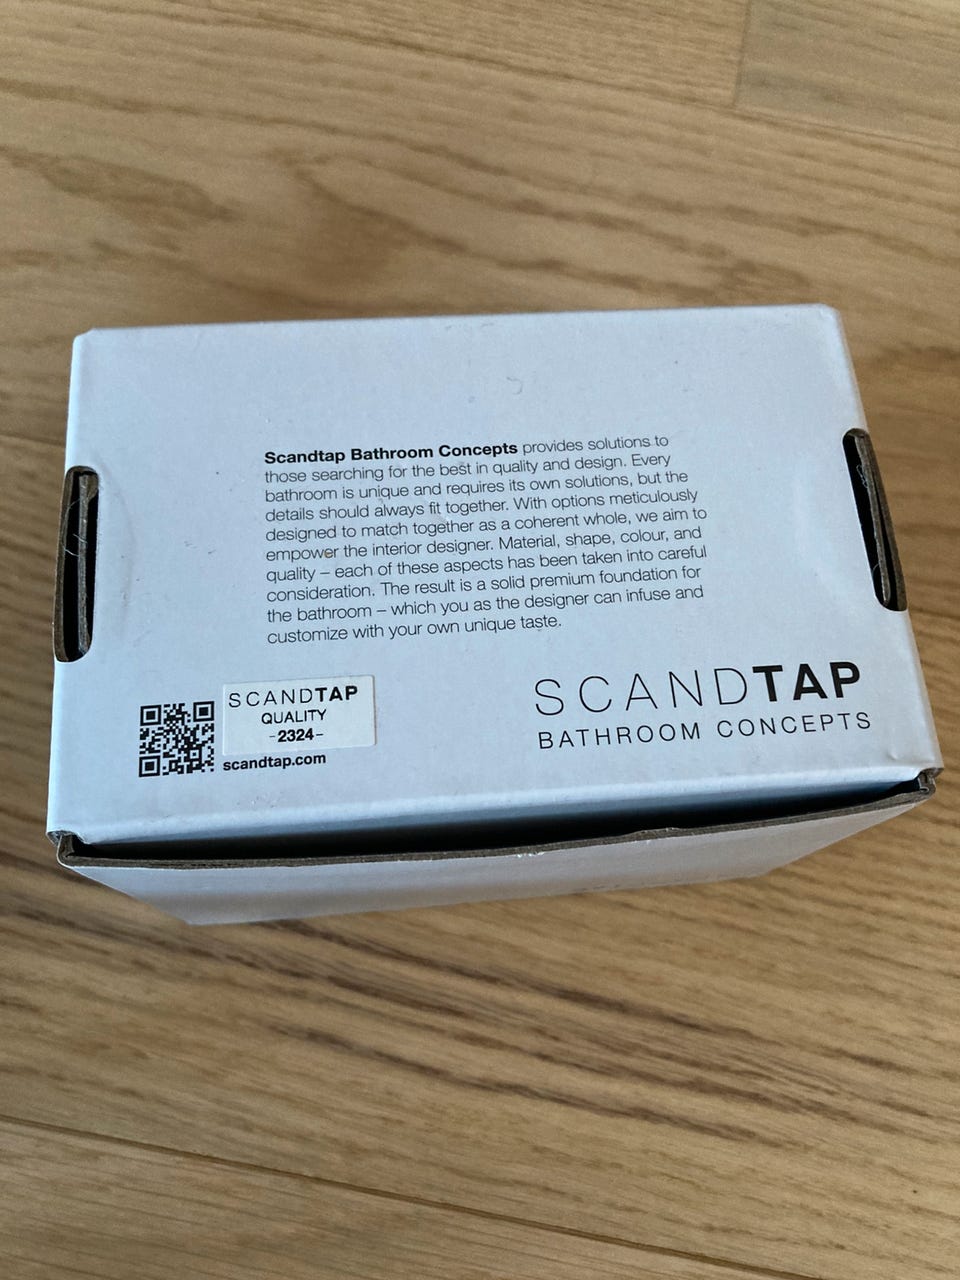 Scandtap Bathroom Concepts provides solutions to
those searching for the best in quality and design. Every
bathroom is unique and requires its own solutions, but the
details should always fit together. With options meticulously
designed to match together as a coherent whole, we aim to
empower the interior designer. Material, shape, colour, and
quality – each of these aspects has been taken into careful
consideration. The result is a solid premium foundation for
the bathroom – which you as the designer can infuse and
customize with your own unique taste.
SCANDTAP
QUALITY
-2324-
scandtap.com
SCANDTAP
BATHROOM CONCEPTS